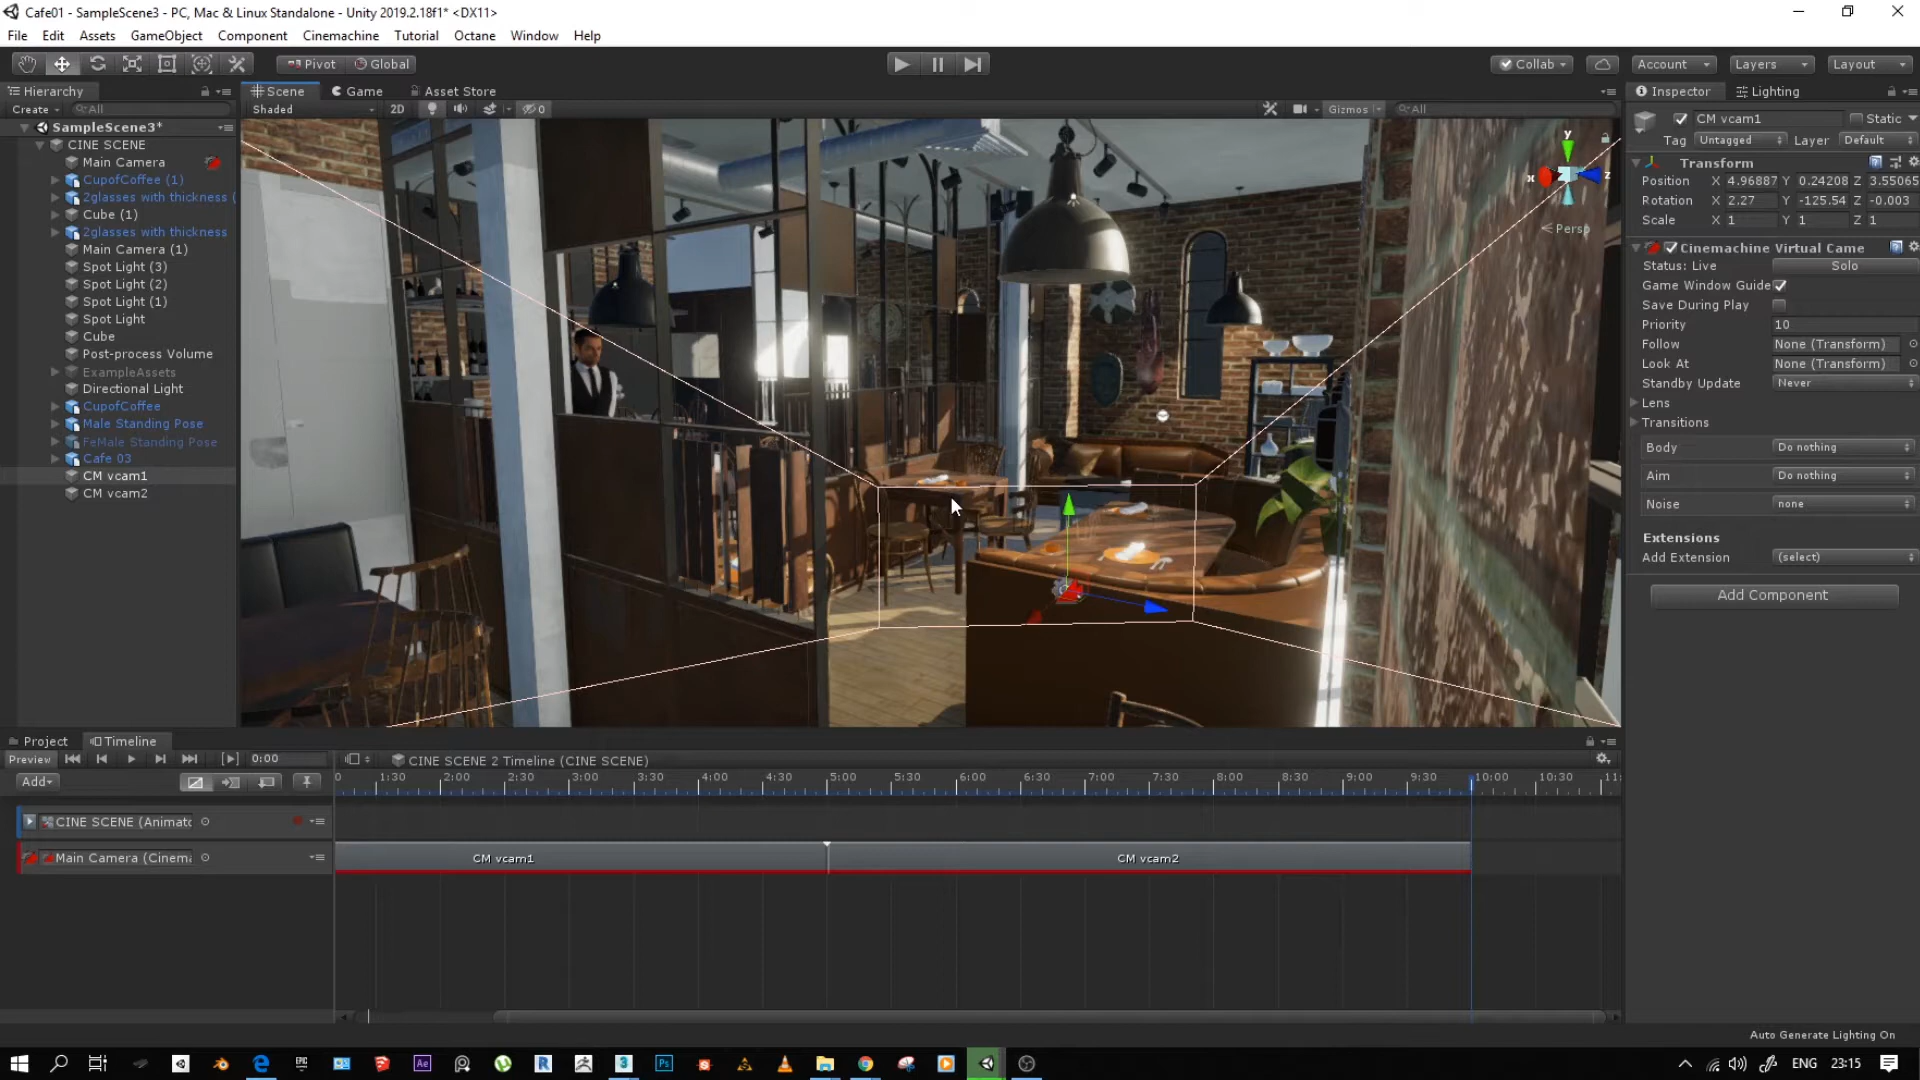 Cafe01 - SampleScene3 - PC, Mac & Linux Standalone - Unity 2019.2.18f1* <DX11>
File Edit Assets GameObject Component Cinemachine Tutorial Octane Window Help
Pivot Global Collab Account Layers Layout
Hierarchy Scene Game Asset Store Inspector Lighting
Create All Shaded 2D 0 Gizmos All
SampleScene3*
CINE SCENE
Main Camera
CupofCoffee (1)
2glasses with thickness (
Cube (1)
2glasses with thickness
Main Camera (1)
Spot Light (3)
Spot Light (2)
Spot Light (1)
Spot Light
Cube
Post-process Volume
ExampleAssets
Directional Light
CupofCoffee
Male Standing Pose
FeMale Standing Pose
Cafe 03
CM vcam1
CM vcam2
y
x
z
Persp
CM vcam1 Static
Tag Untagged Layer Default
Transform
Position X 4.96887 Y 0.24208 Z 3.55065
Rotation X 2.27 Y -125.54 Z -0.003
Scale X 1 Y 1 Z 1
Cinemachine Virtual Came
Status: Live Solo
Game Window Guide
Save During Play
Priority 10
Follow None (Transform)
Look At None (Transform)
Standby Update Never
Lens
Transitions
Body Do nothing
Aim Do nothing
Noise none
Extensions
Add Extension (select)
Add Component
Project Timeline
Preview 0:00 CINE SCENE 2 Timeline (CINE SCENE)
Add 0 1:30 2:00 2:30 3:00 3:30 4:00 4:30 5:00 5:30 6:00 6:30 7:00 7:30 8:00 8:30 9:00 9:30 10:00 10:30 11:
CINE SCENE (Animato
Main Camera (Cinema CM vcam1 CM vcam2
Auto Generate Lighting On
EPIC Ae R 3 Ps ENG 23:15